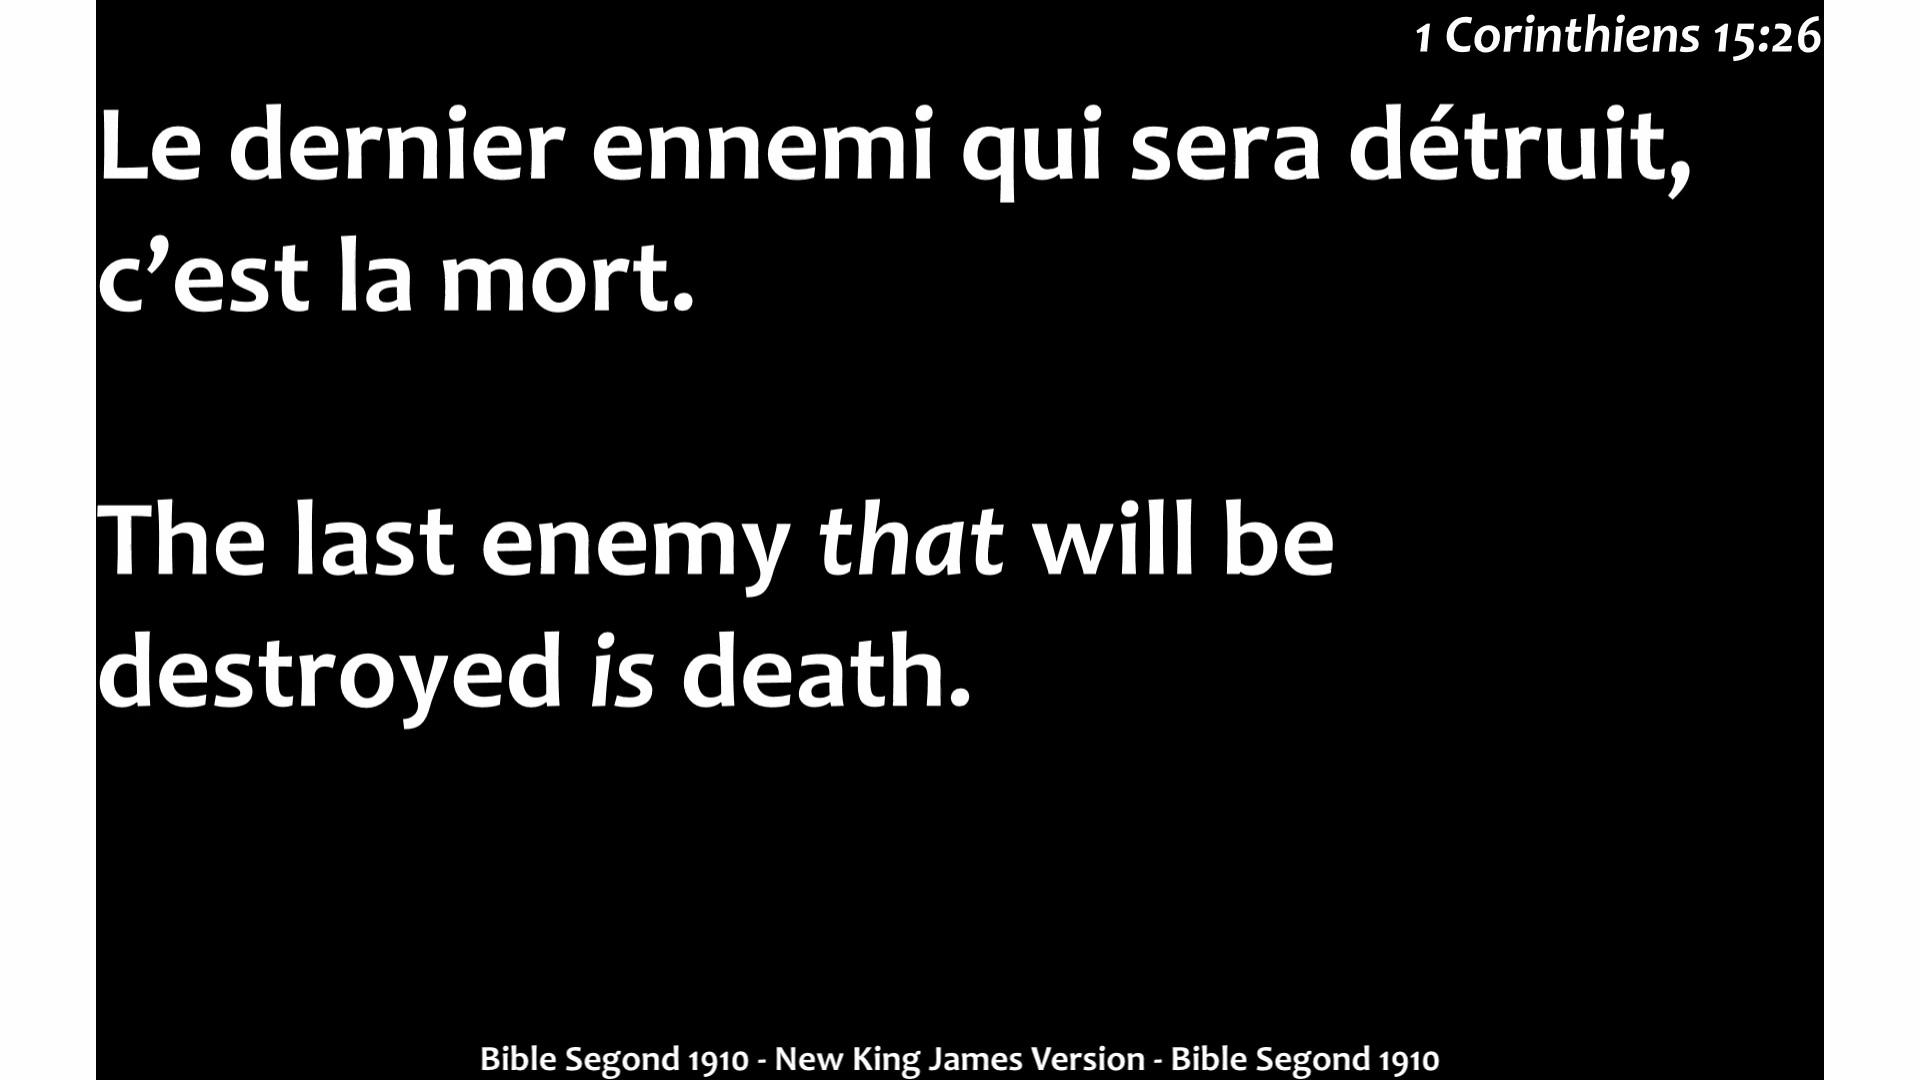 1 Corinthiens 15:26
Le dernier ennemi qui sera détruit,
c’est la mort.
The last enemy that will be
destroyed is death.
Bible Segond 1910 - New King James Version - Bible Segond 1910